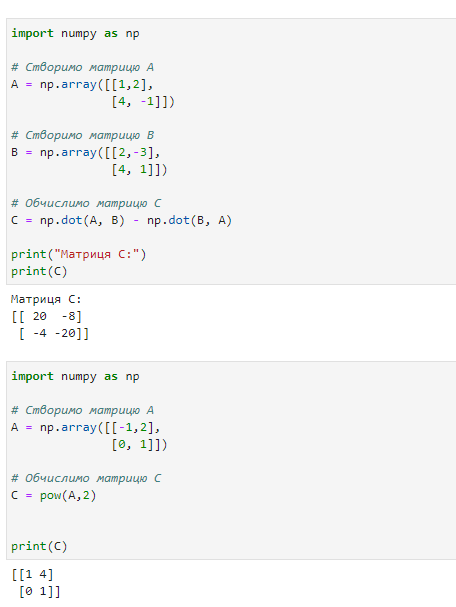 import numpy as np
# Створимо матрицю A
A = np.array([[1,2],
[4, -1]])
# Створимо матрицю B
B = np.array([[2,-3],
[4, 1]])
# Обчислимо матрицю C
C = np.dot(A, B) - np.dot(B, A)
print("Матриця C:")
print(C)
Матриця C:
[[ 20  -8]
[ -4 -20]]
import numpy as np
# Створимо матрицю A
A = np.array([[-1,2],
[0, 1]])
# Обчислимо матрицю C
C = pow(A,2)
print(C)
[[1 4]
[0 1]]